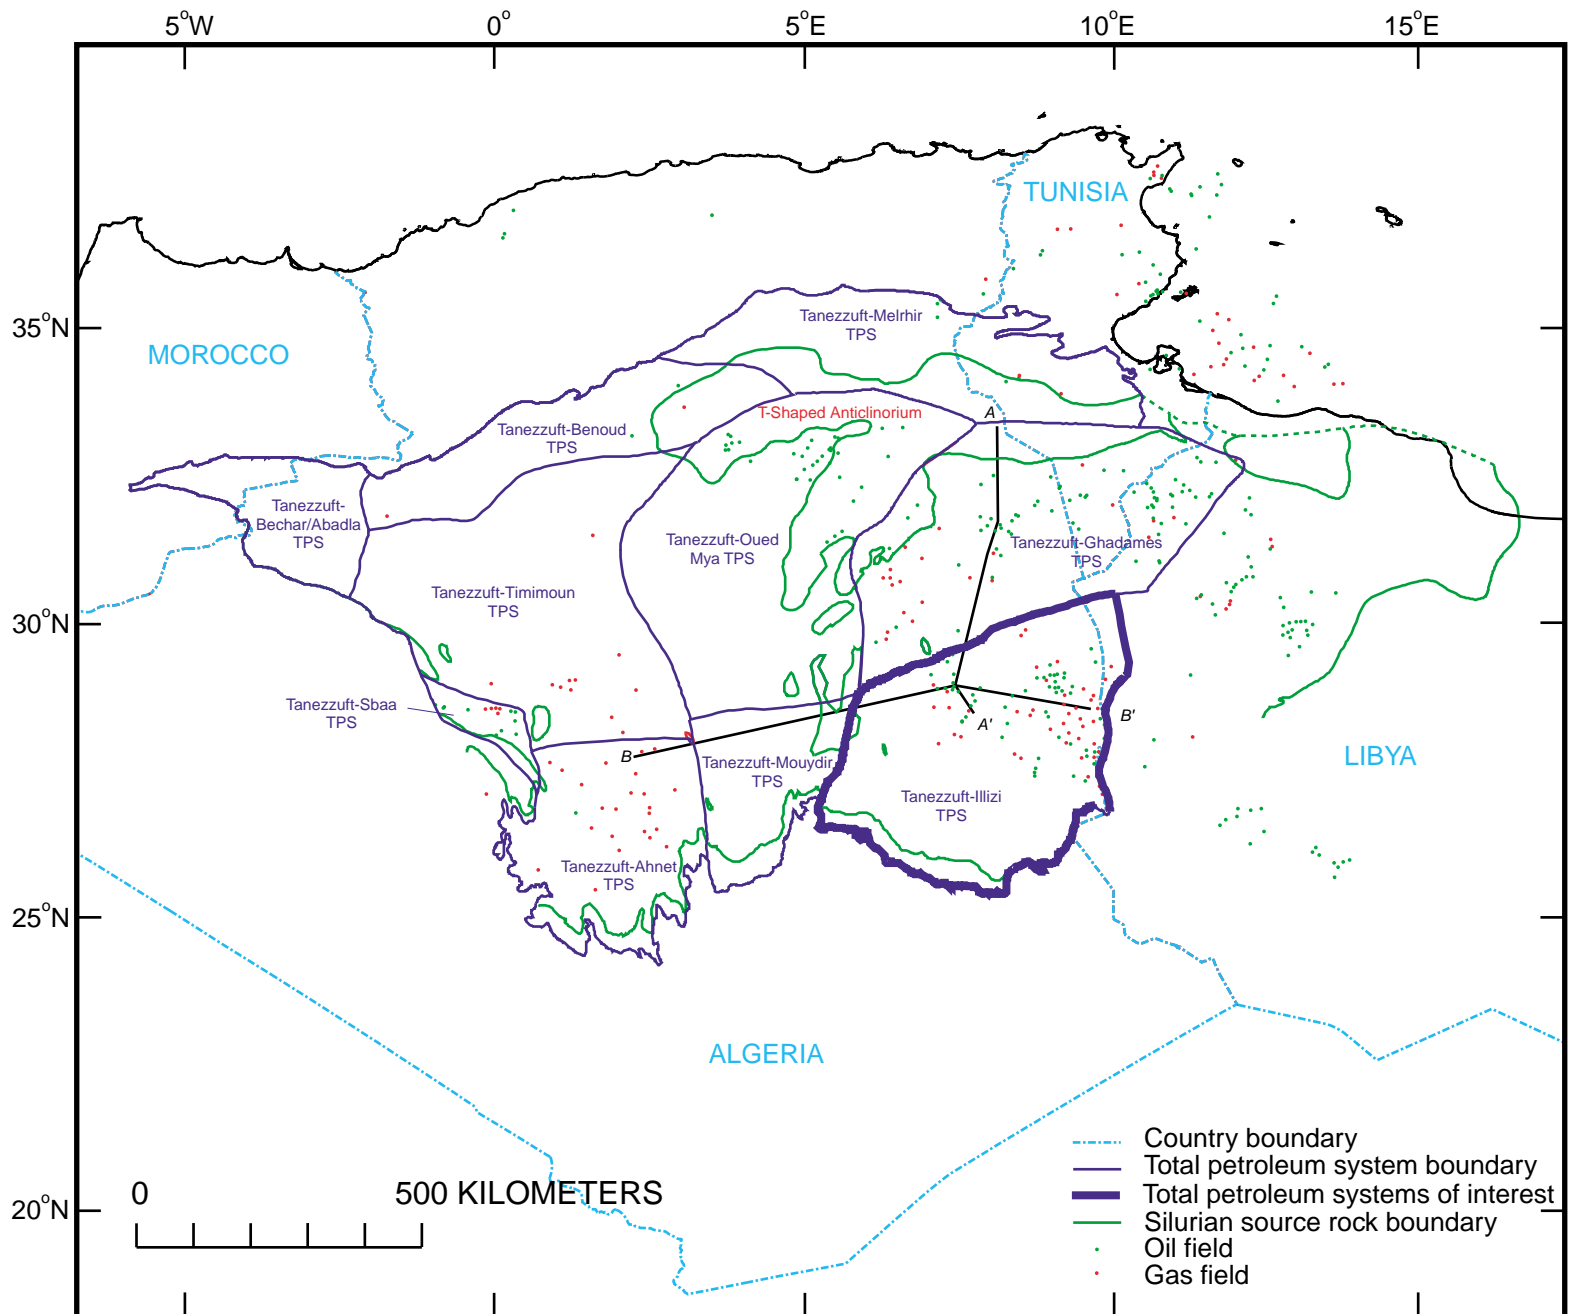 5°W 0° 5°E 10°E 15°E
TUNISIA
35°N
MOROCCO
Tanezzuft-Melrhir
TPS
T-Shaped Anticlinorium
A
Tanezzuft-Benoud
TPS
Tanezzuft-
Bechar/Abadla
TPS
Tanezzuft-Oued
Mya TPS
Tanezzuft-Ghadames
TPS
Tanezzuft-Timimoun
TPS
30°N
Tanezzuft-Sbaa
TPS
A'
B'
B
LIBYA
Tanezzuft-Mouydir
TPS
Tanezzuft-Illizi
TPS
Tanezzuft-Ahnet
TPS
25°N
ALGERIA
20°N
0 500 KILOMETERS
Country boundary
Total petroleum system boundary
Total petroleum systems of interest
Silurian source rock boundary
Oil field
Gas field